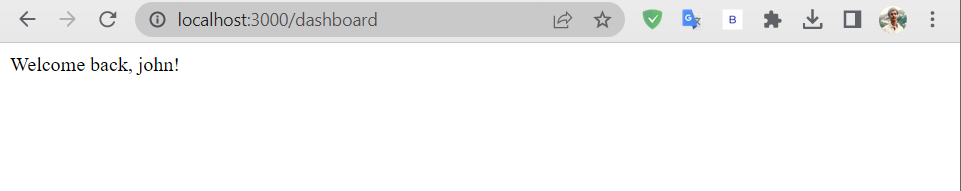 localhost:3000/dashboard
G
B
Welcome back, john!